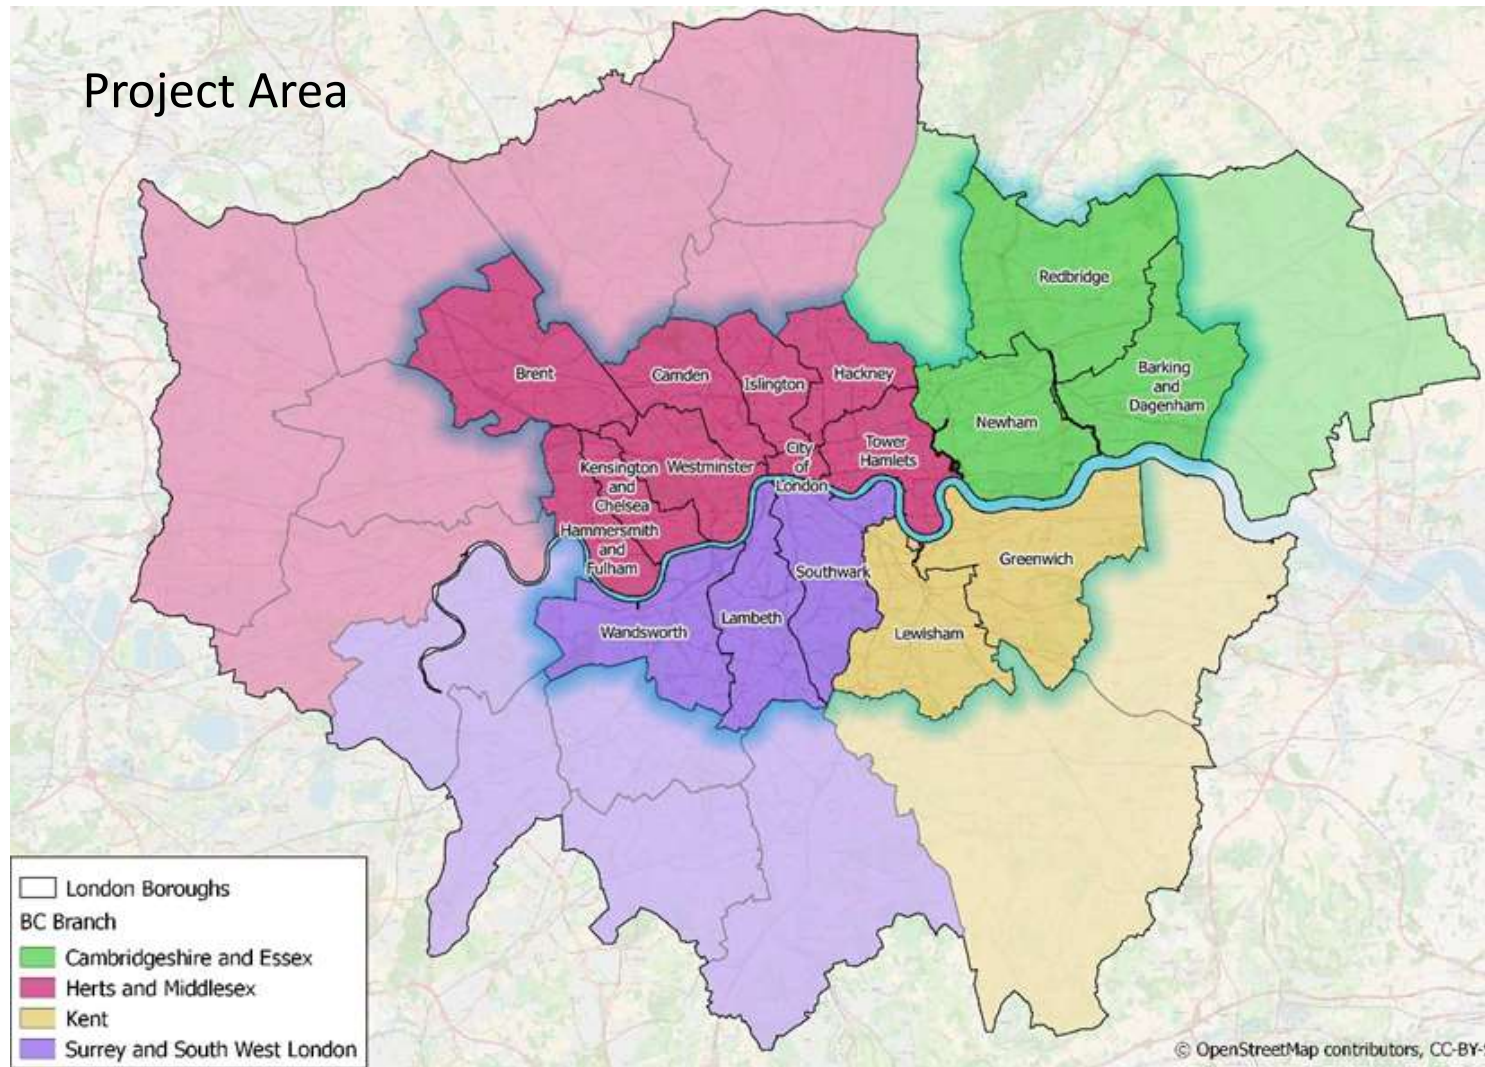 Project Area
Redbridge
Brent
Camden
Islington
Hackney
Barking
and
Dagenham
Newham
Kensington
and
Chelsea
Westminster
City
of
London
Tower
Hamlets
Hammersmith
and
Fulham
Southwark
Greenwich
Wandsworth
Lambeth
Lewisham
London Boroughs
BC Branch
Cambridgeshire and Essex
Herts and Middlesex
Kent
Surrey and South West London
© OpenStreetMap contributors, CC-BY-